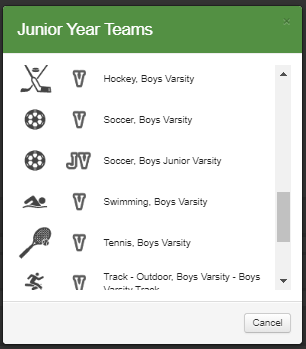 Junior Year Teams
×
V Hockey, Boys Varsity
V Soccer, Boys Varsity
JV Soccer, Boys Junior Varsity
V Swimming, Boys Varsity
V Tennis, Boys Varsity
V Track - Outdoor, Boys Varsity - Boys
Varsity Track
Cancel